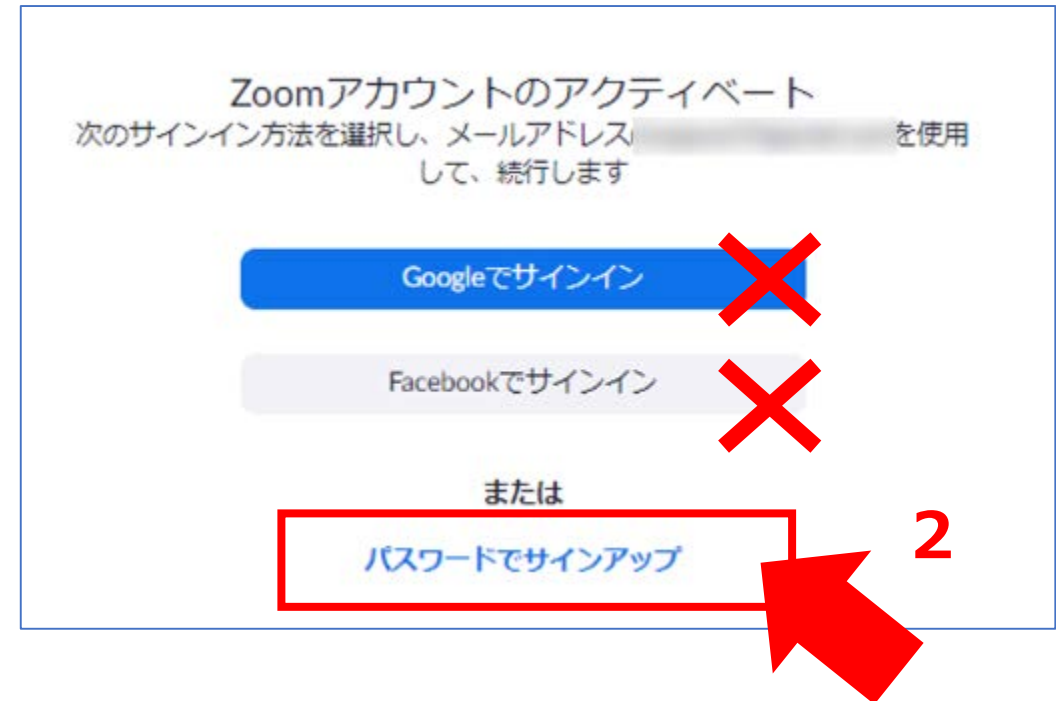 Zoomアカウントのアクティベート
次のサインイン方法を選択し、メールアドレス を使用
して、続行します
Googleでサインイン
Facebookでサインイン
または
パスワードでサインアップ
2